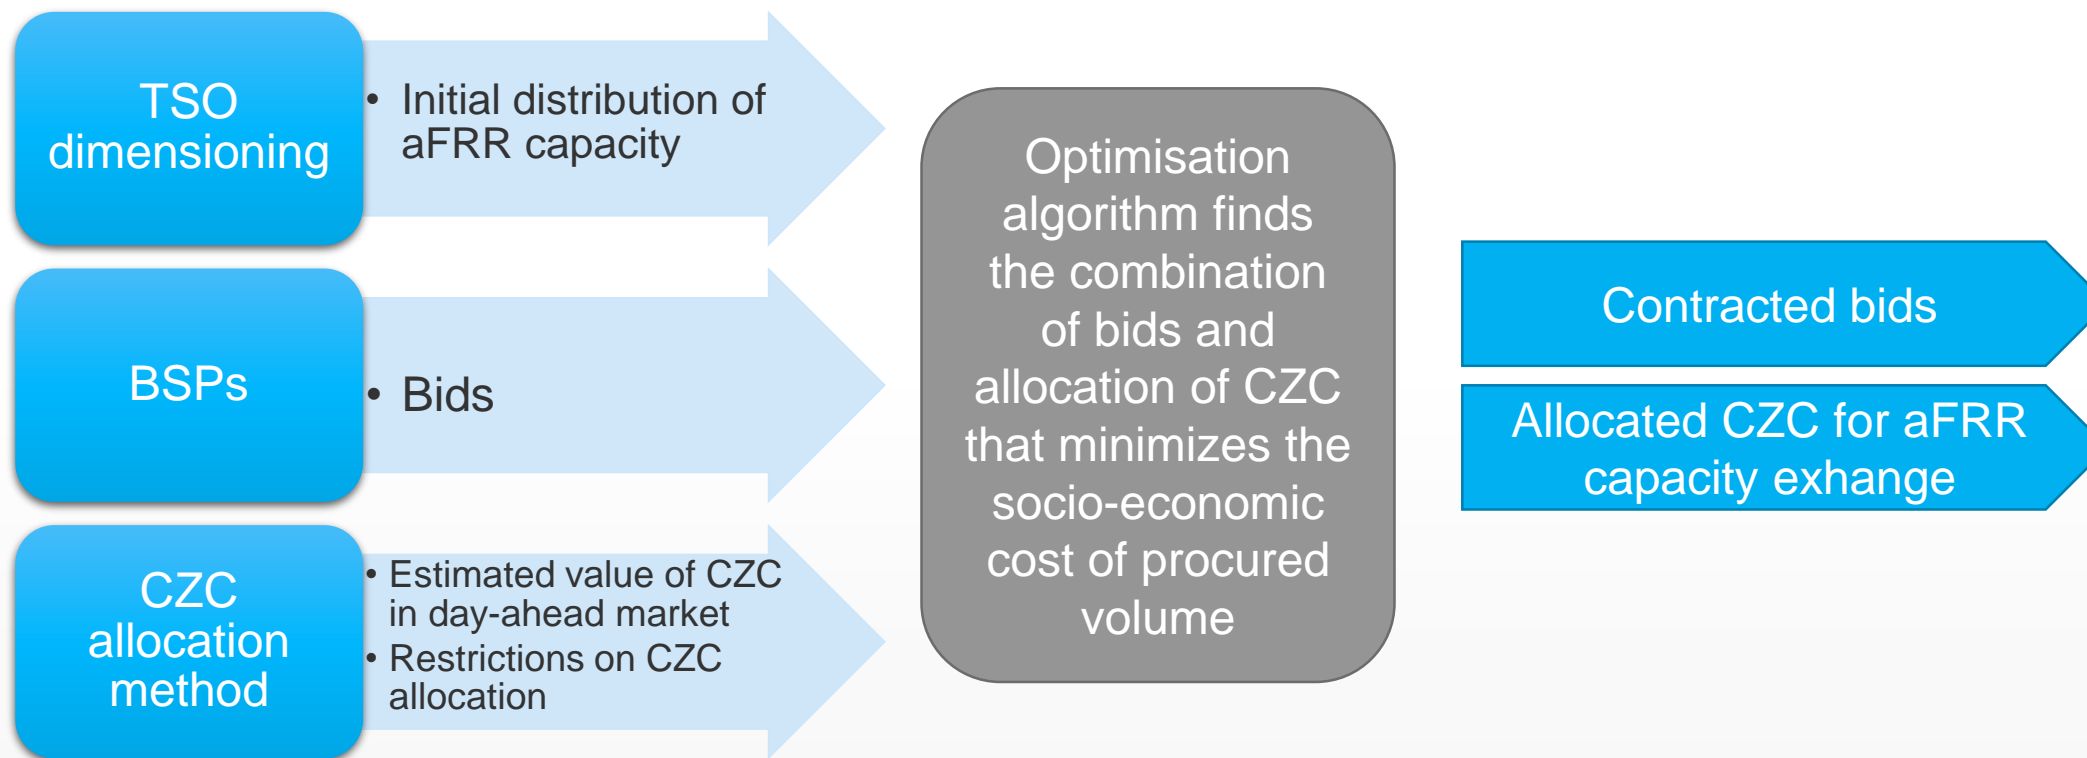 TSO
dimensioning
• Initial distribution of
aFRR capacity
BSPs
• Bids
CZC
allocation
method
• Estimated value of CZC
in day-ahead market
• Restrictions on CZC
allocation
Optimisation
algorithm finds
the combination
of bids and
allocation of CZC
that minimizes the
socio-economic
cost of procured
volume
Contracted bids
Allocated CZC for aFRR
capacity exhange